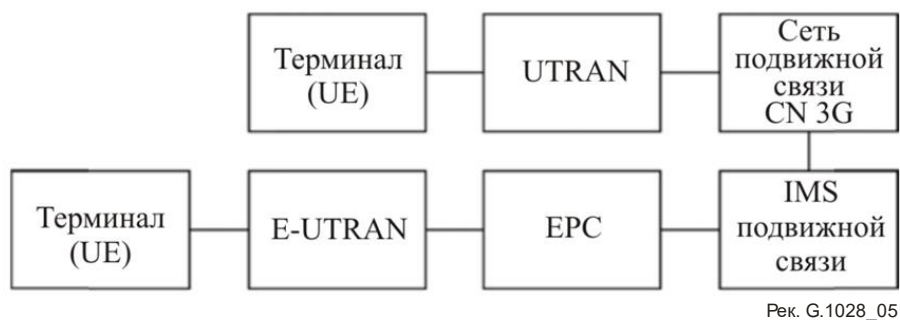 Терминал
(UE)
UTRAN
Сеть
подвижной
связи
CN 3G
Терминал
(UE)
E-UTRAN
EPC
IMS
подвижной
связи
Рек. G.1028_05